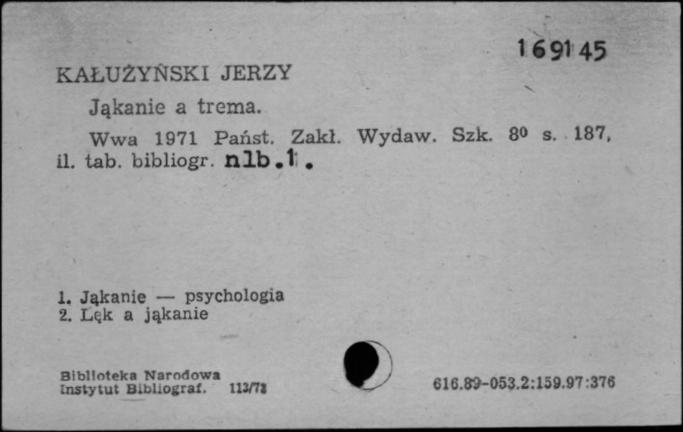 169145
KAŁUŻYŃSKI JERZY
Jąkanie a trema.
Wwa 1971 Państ. Zakł. Wydaw. Szk. 8⁰ s. 187,
il. tab. bibliogr. nlb.1.
1. Jąkanie — psychologia
2. Lęk a jąkanie
Biblioteka Narodowa
Instytut Bibliograf. 113/73
616.89-053.2:159.97:376